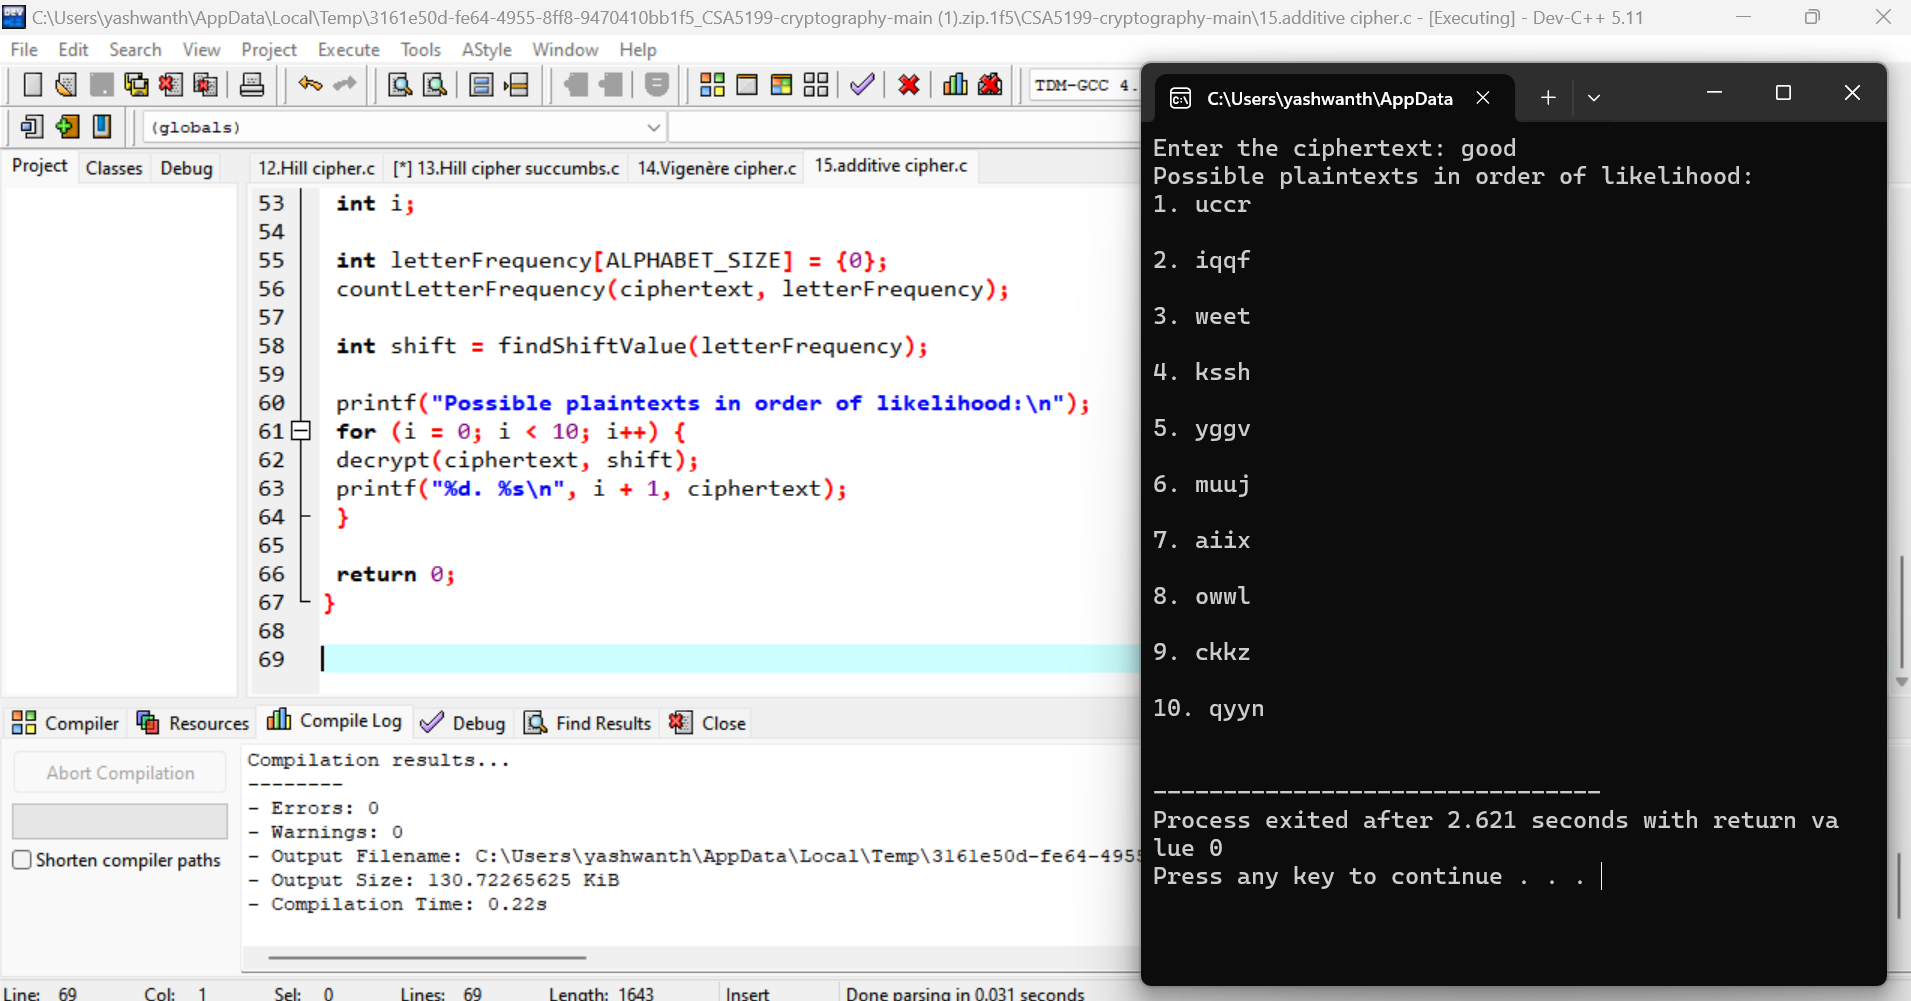 C:\Users\yashwanth\AppData\Local\Temp\3161e50d-fe64-4955-8ff8-9470410bb1f5_CSA5199-cryptography-main (1).zip.1f5\CSA5199-cryptography-main\15.additive cipher.c - [Executing] - Dev-C++ 5.11
File Edit Search View Project Execute Tools AStyle Window Help
TDM-GCC 4.
(globals)
Project Classes Debug
12.Hill cipher.c [*] 13.Hill cipher succumbs.c 14.Vigenère cipher.c 15.additive cipher.c
53 int i;
54
55 int letterFrequency[ALPHABET_SIZE] = {0};
56 countLetterFrequency(ciphertext, letterFrequency);
57
58 int shift = findShiftValue(letterFrequency);
59
60 printf("Possible plaintexts in order of likelihood:\n");
61 for (i = 0; i < 10; i++) {
62 decrypt(ciphertext, shift);
63 printf("%d. %s\n", i + 1, ciphertext);
64 }
65
66 return 0;
67 }
68
69
Compiler Resources Compile Log Debug Find Results Close
Abort Compilation
Shorten compiler paths
Compilation results...
--------
- Errors: 0
- Warnings: 0
- Output Filename: C:\Users\yashwanth\AppData\Local\Temp\3161e50d-fe64-4955
- Output Size: 130.72265625 KiB
- Compilation Time: 0.22s
Line: 69 Col: 1 Sel: 0 Lines: 69 Length: 1643 Insert Done parsing in 0.031 seconds
C:\Users\yashwanth\AppData
Enter the ciphertext: good
Possible plaintexts in order of likelihood:
1. uccr
2. iqqf
3. weet
4. kssh
5. yggv
6. muuj
7. aiix
8. owwl
9. ckkz
10. qyyn
--------------------------------
Process exited after 2.621 seconds with return va
lue 0
Press any key to continue . . .